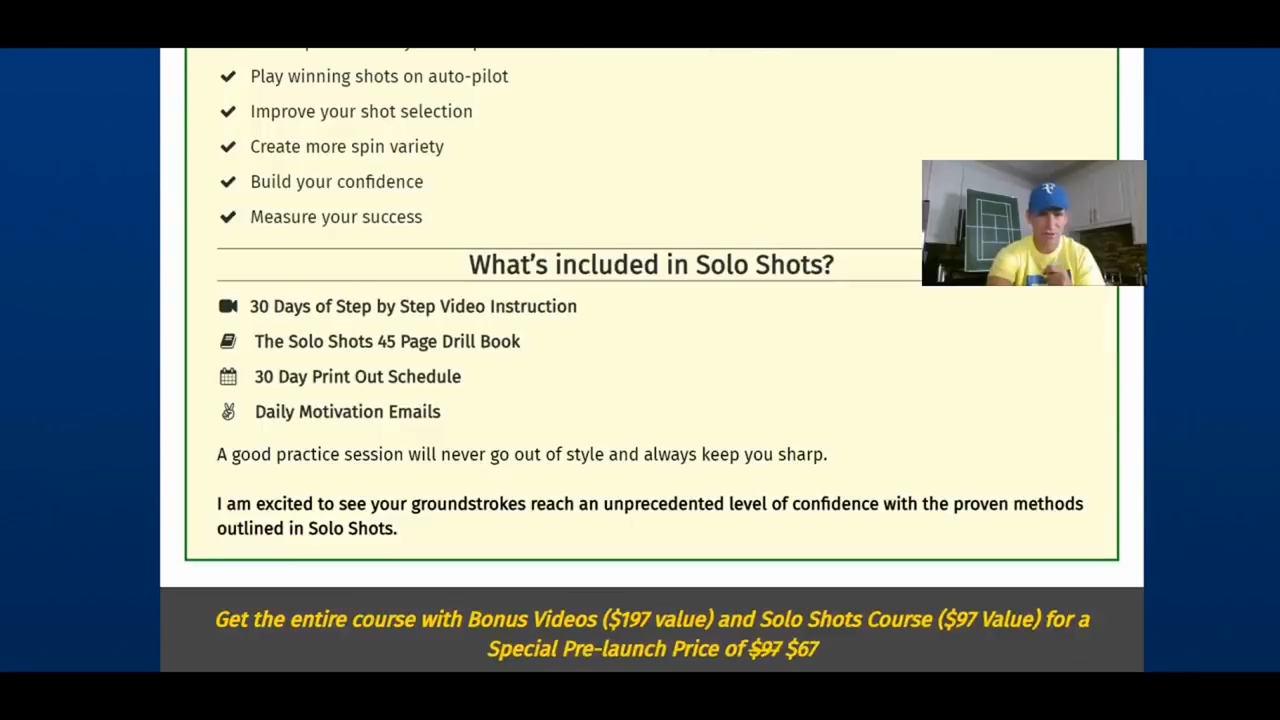 Play winning shots on auto-pilot
Improve your shot selection
Create more spin variety
Build your confidence
Measure your success
What's included in Solo Shots?
30 Days of Step by Step Video Instruction
The Solo Shots 45 Page Drill Book
30 Day Print Out Schedule
Daily Motivation Emails
A good practice session will never go out of style and always keep you sharp.
I am excited to see your groundstrokes reach an unprecedented level of confidence with the proven methods
outlined in Solo Shots.
Get the entire course with Bonus Videos ($197 value) and Solo Shots Course ($97 Value) for a
Special Pre-launch Price of $97 $67